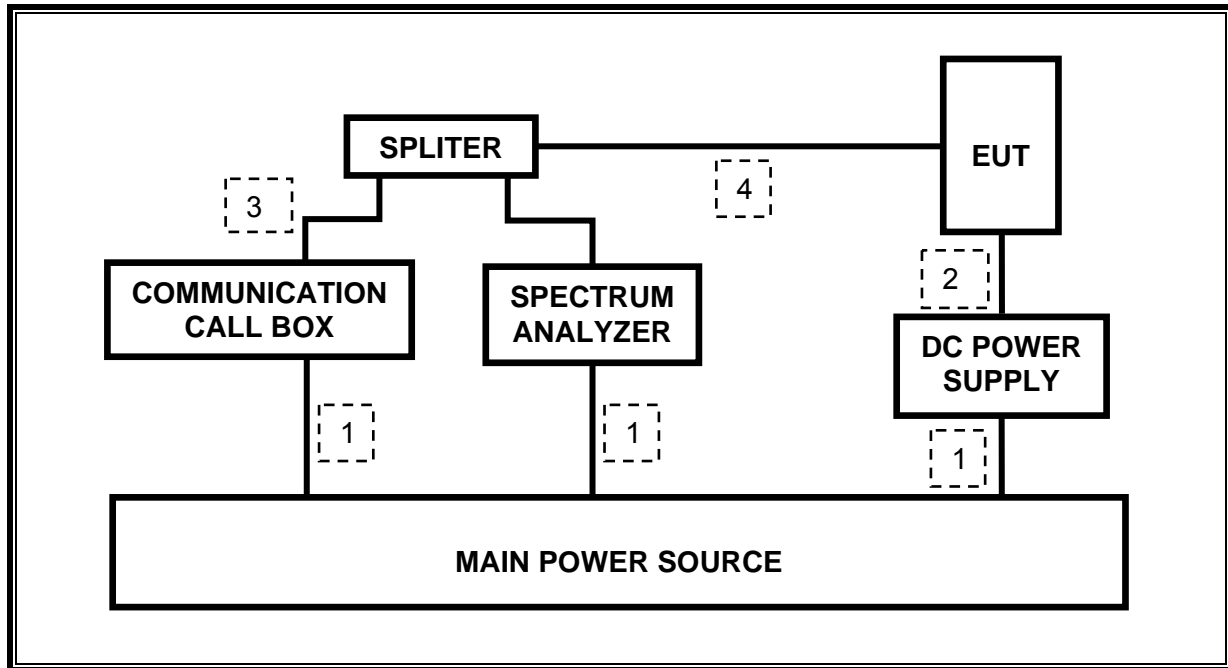 SPLITER
EUT
4
3
2
COMMUNICATION
CALL BOX
SPECTRUM
ANALYZER
DC POWER
SUPPLY
1
1
1
MAIN POWER SOURCE